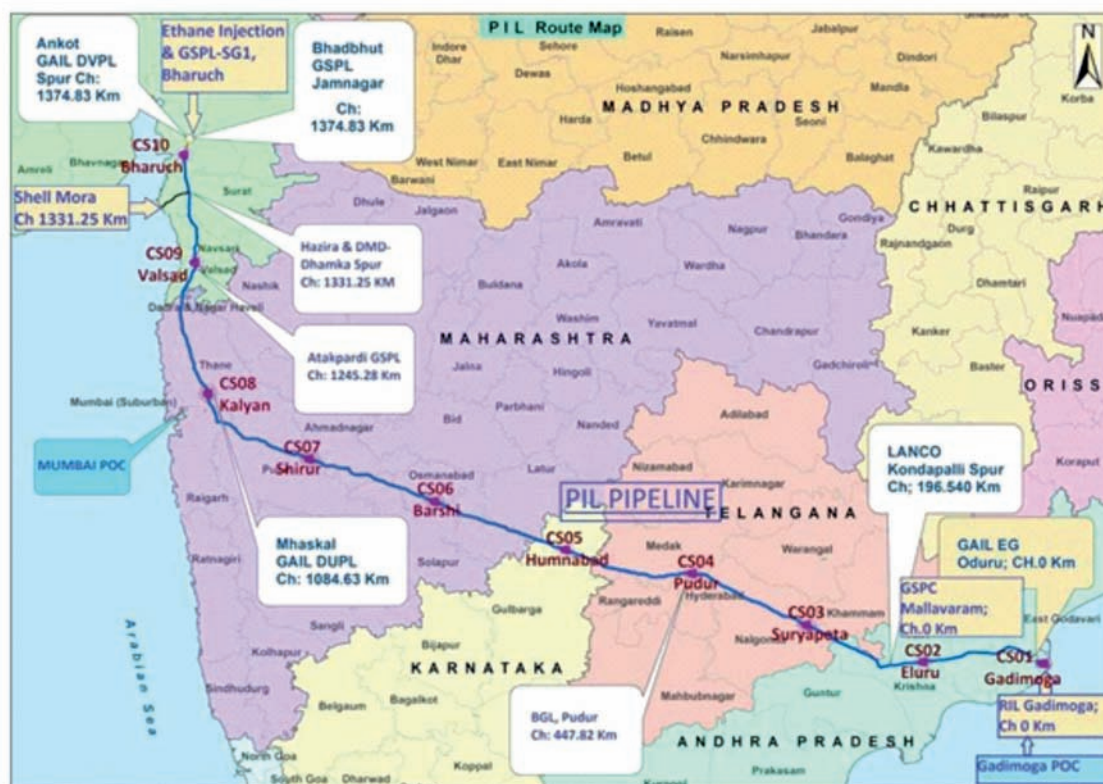 PIL Route Map
N
Ankot
GAIL DVPL
Spur Ch:
1374.83 Km
Ethane Injection
& GSPL-SG1,
Bharuch
Bhadbhut
GSPL
Jamnagar
Ch:
1374.83 Km
Indore
Dhar
Sehore
Dewas
Raisen
Narsimhapur
Jabalpur
Dindori
Hoshangabad
Mandla
MADHYA PRADESH
Korba
Harda
Seoni
Bilaspur
Chhindwara
Kawardha
West Nimar
East Nimar
Betul
Balaghat
Barwani
CS10
Bharuch
Bhavnagar
Amreli
Surat
Shell Mora
Ch 1331.25 Km
Dhule
Jalgaon
Amravati
Nagpur
Bhandara
Gondiya
Raipur
CHHATTISGARH
Durg
Rajnandgaon
Hazira & DMD-
Dhamka Spur
Ch: 1331.25 KM
Navsari
CS09
Valsad
Valsad
Nashik
Akola
Wardha
Buldana
Dhamtari
Dadra & Nagar Haveli
Washim
Yavatmal
Chandrapur
Kanker
Nuapad
MAHARASHTRA
Atakpardi GSPL
Ch: 1245.28 Km
Thane
Jalna
Hingoli
Gadchiroli
Baster
ORISS
CS08
Kalyan
Mumbai (Suburban)
Parbhani
Adilabad
Bid
Nanded
Ahmadnagar
MUMBAI POC
CS07
Shirur
Osmanabad
Latur
Nizamabad
Koraput
LANCO
Kondapalli Spur
Ch; 196.540 Km
Karimnagar
Raigarh
CS06
Barshi
PIL PIPELINE
TELANGANA
Ratnagiri
Mhaskal
GAIL DUPL
Ch: 1084.63 Km
Solapur
CS05
Humnabad
Medak
Warangal
GAIL EG
Oduru; CH.0 Km
CS04
Pudur
Hyderabad
Rangareddi
GSPC
Mallavaram;
Ch.0 Km
Gulbarga
CS03
Suryapeta
Khammam
East Godavari
Sangli
Bijapur
Nalgonda
Arabian Sea
Kolhapur
KARNATAKA
CS02
Eluru
CS01
Gadimoga
Krishna
Sindhudurg
Bagalkot
Belgaum
Mahbubnagar
Guntur
BGL, Pudur
Ch: 447.82 Km
RIL Gadimoga;
Ch 0 Km
ANDHRA PRADESH
North Goa
South Goa
Dharwad
Koppal
Prakasam
Gadimoga POC